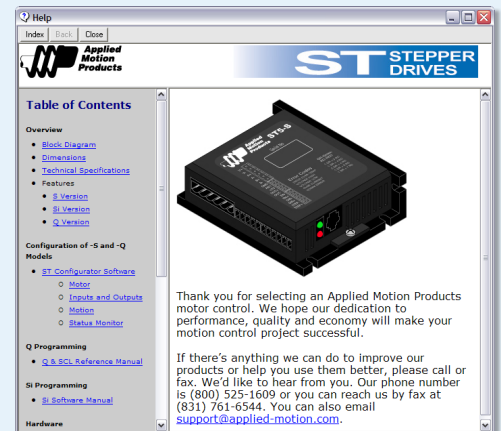 Help
Index Back Close
Applied
Motion
Products
ST STEPPER
DRIVES
Table of Contents
Overview
Block Diagram
Dimensions
Technical Specifications
Features
S Version
Si Version
Q Version
Configuration of -S and -Q
Models
ST Configurator Software
Motor
Inputs and Outputs
Motion
Status Monitor
Q Programming
Q & SCL Reference Manual
Si Programming
Si Software Manual
Hardware
Applied
Motion
Products
ST5-S
Error Codes
Thank you for selecting an Applied Motion Products
motor control. We hope our dedication to
performance, quality and economy will make your
motion control project successful.
If there's anything we can do to improve our
products or help you use them better, please call or
fax. We'd like to hear from you. Our phone number
is (800) 525-1609 or you can reach us by fax at
(831) 761-6544. You can also email
support@applied-motion.com.